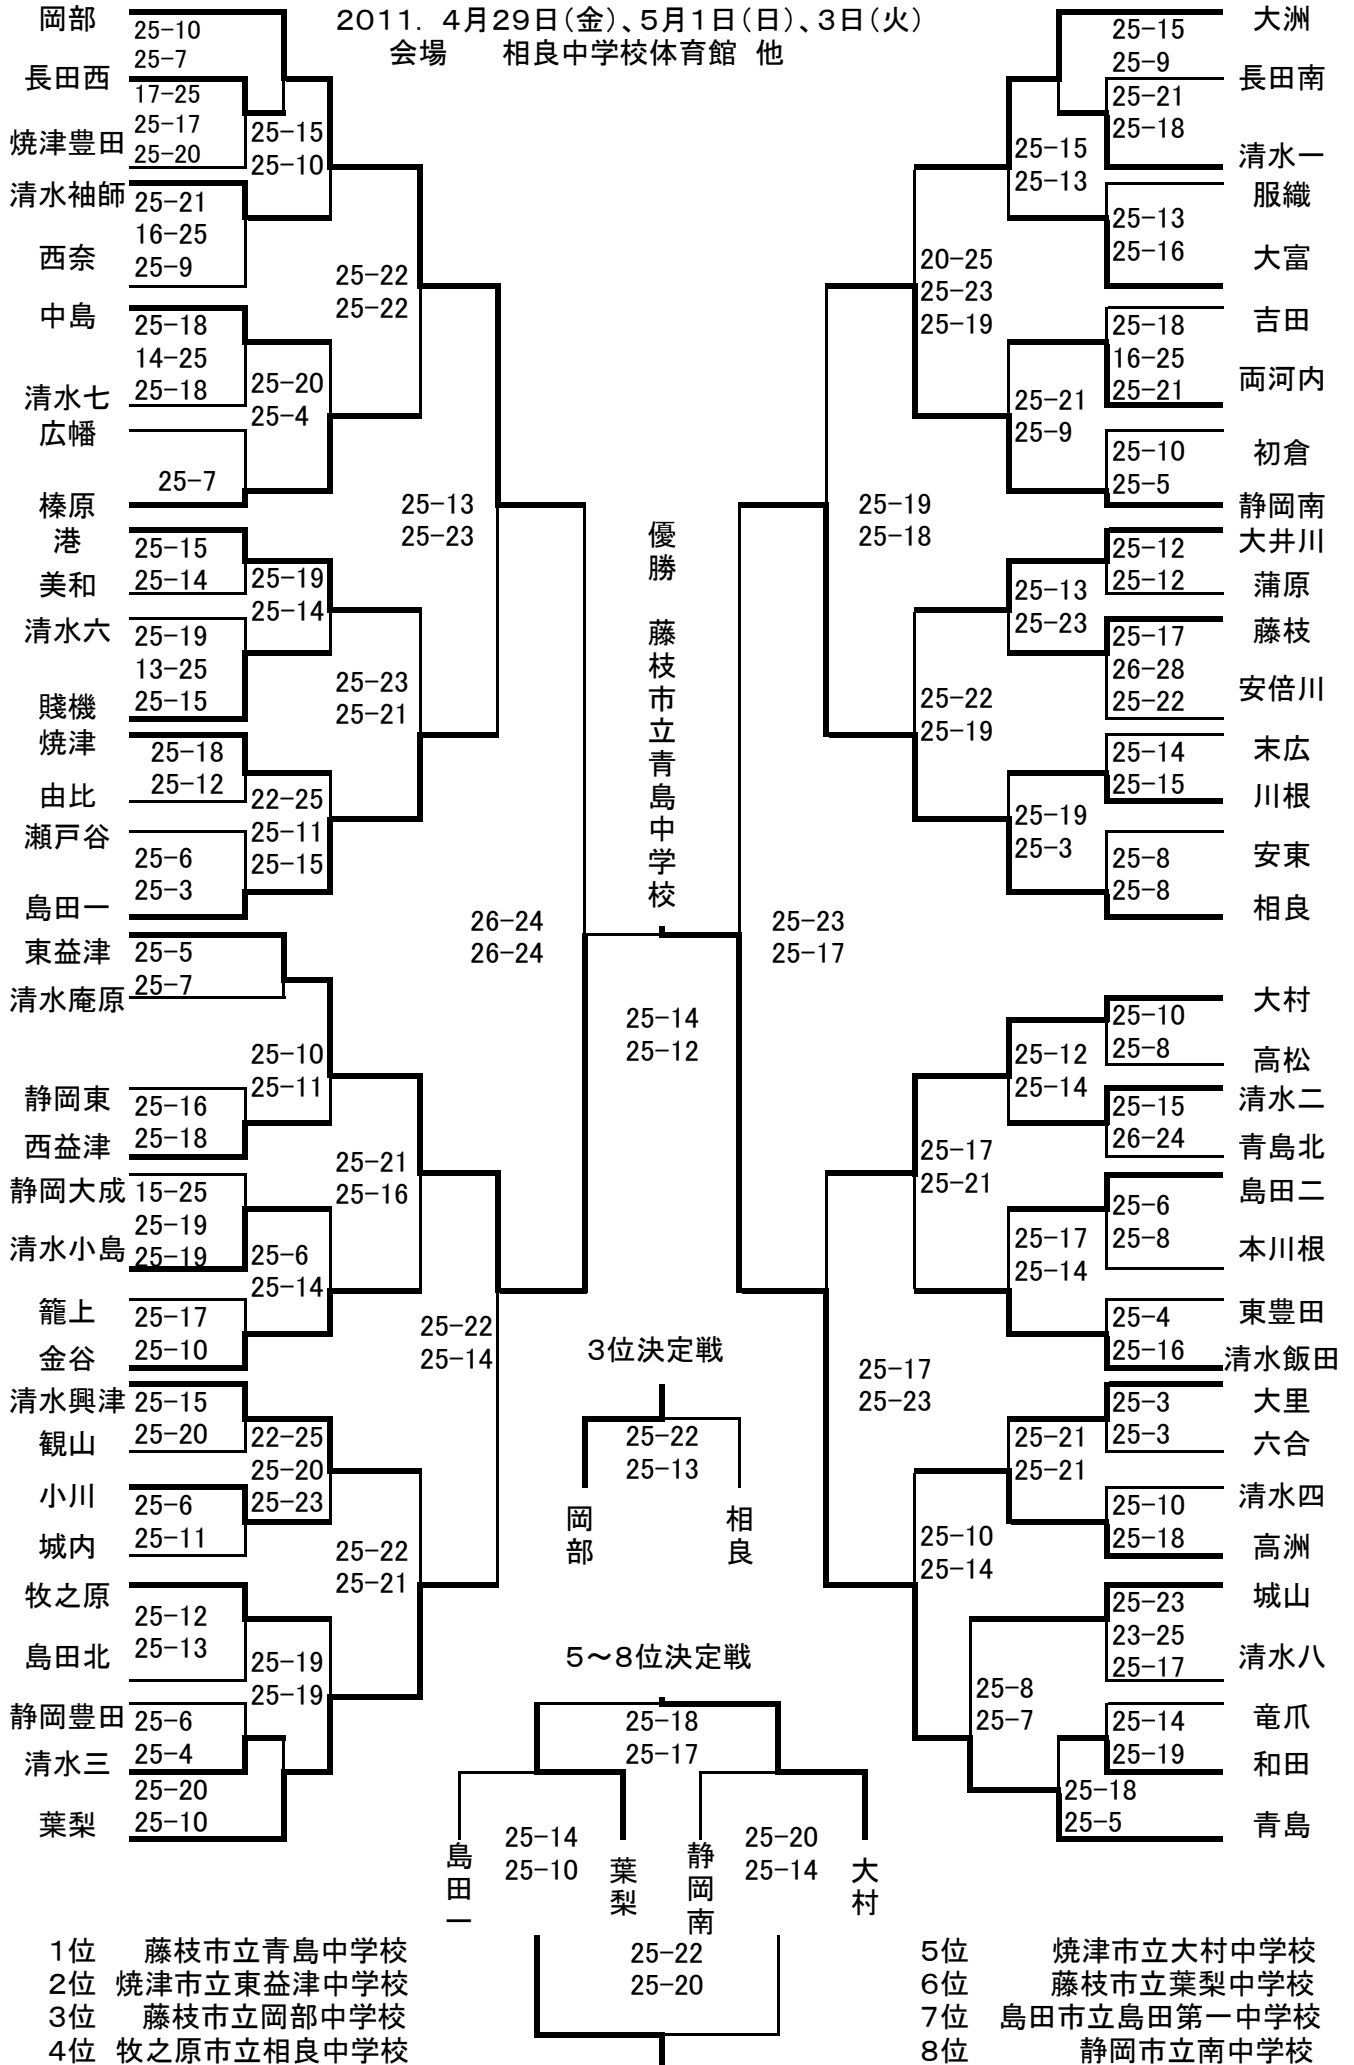 2011. 4月29日(金)、5月1日(日)、3日(火)
会場 相良中学校体育館 他
岡部
25-10
25-7
長田西
17-25
25-17
25-20
焼津豊田
25-15
25-10
清水袖師
25-21
16-25
25-9
西奈
25-22
25-22
中島
25-18
14-25
25-18
清水七
25-20
25-4
広幡
25-7
榛原
25-13
25-23
港
25-15
25-14
美和
25-19
25-14
清水六
25-19
13-25
25-15
賤機
25-23
25-21
焼津
25-18
25-12
由比
22-25
25-11
25-15
瀬戸谷
25-6
25-3
島田一
26-24
26-24
東益津
25-5
25-7
清水庵原
25-10
25-11
静岡東
25-16
25-18
西益津
25-21
25-16
静岡大成
15-25
25-19
25-19
清水小島
25-6
25-14
籠上
25-17
25-10
金谷
25-22
25-14
清水興津
25-15
25-20
観山
22-25
25-20
25-23
小川
25-6
25-11
城内
25-22
25-21
牧之原
25-12
25-13
島田北
25-19
25-19
静岡豊田
25-6
25-4
清水三
25-20
25-10
葉梨
優勝 藤枝市立青島中学校
25-14
25-12
大洲
25-15
25-9
長田南
25-21
25-18
清水一
25-15
25-13
服織
25-13
25-16
大富
20-25
25-23
25-19
吉田
25-18
16-25
25-21
両河内
25-21
25-9
初倉
25-10
25-5
静岡南
25-19
25-18
大井川
25-12
25-12
蒲原
25-13
25-23
藤枝
25-17
26-28
25-22
安倍川
25-22
25-19
末広
25-14
25-15
川根
25-19
25-3
安東
25-8
25-8
相良
25-23
25-17
大村
25-10
25-8
高松
25-12
25-14
清水二
25-15
26-24
青島北
25-17
25-21
島田二
25-6
25-8
本川根
25-17
25-14
東豊田
25-4
25-16
清水飯田
25-17
25-23
大里
25-3
25-3
六合
25-21
25-21
清水四
25-10
25-18
高洲
25-10
25-14
城山
25-23
23-25
25-17
清水八
25-8
25-7
竜爪
25-14
25-19
和田
25-18
25-5
青島
3位決定戦
25-22
25-13
岡部
相良
5〜8位決定戦
25-18
25-17
25-14
25-10
25-20
25-14
島田一
葉梨
静岡南
大村
25-22
25-20
1位 藤枝市立青島中学校
2位 焼津市立東益津中学校
3位 藤枝市立岡部中学校
4位 牧之原市立相良中学校
5位 焼津市立大村中学校
6位 藤枝市立葉梨中学校
7位 島田市立島田第一中学校
8位 静岡市立南中学校